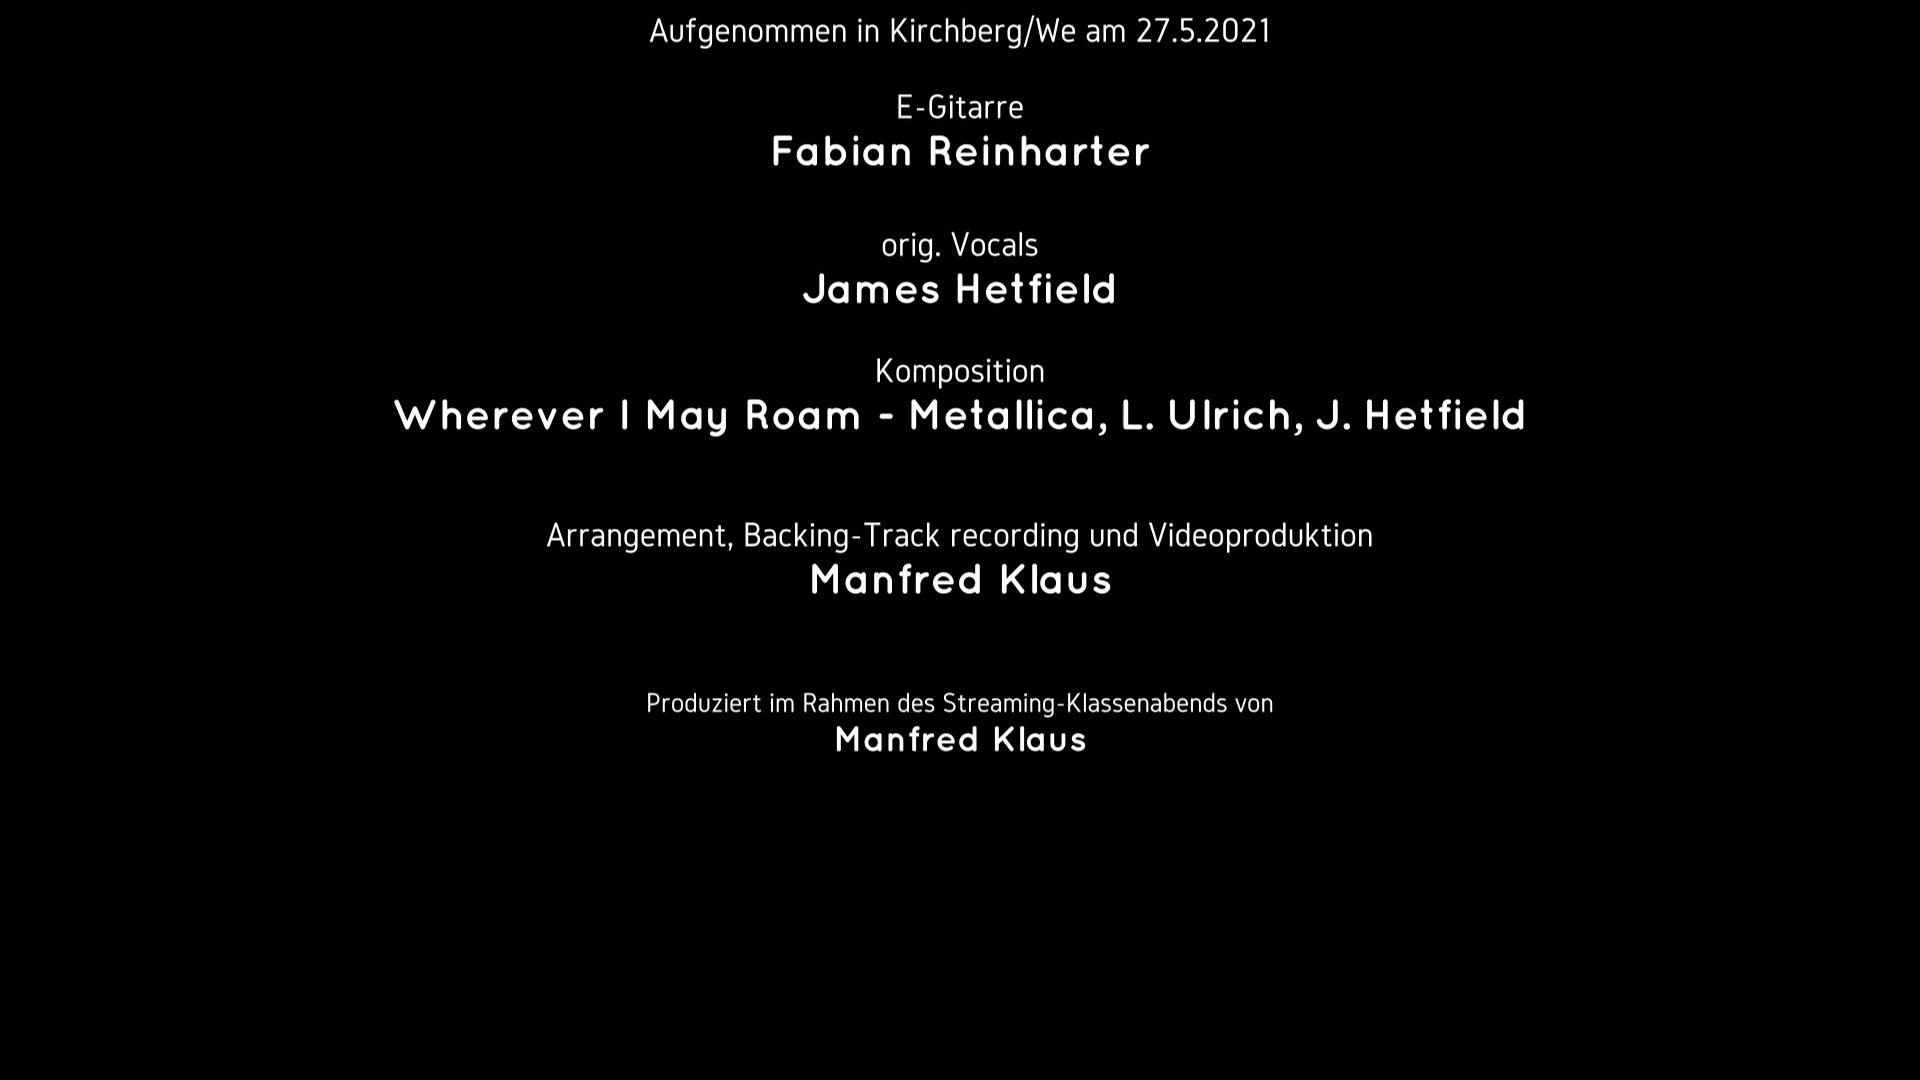 Aufgenommen in Kirchberg/We am 27.5.2021
E-Gitarre
Fabian Reinharter
orig. Vocals
James Hetfield
Komposition
Wherever I May Roam - Metallica, L. Ulrich, J. Hetfield
Arrangement, Backing-Track recording und Videoproduktion
Manfred Klaus
Produziert im Rahmen des Streaming-Klassenabends von
Manfred Klaus